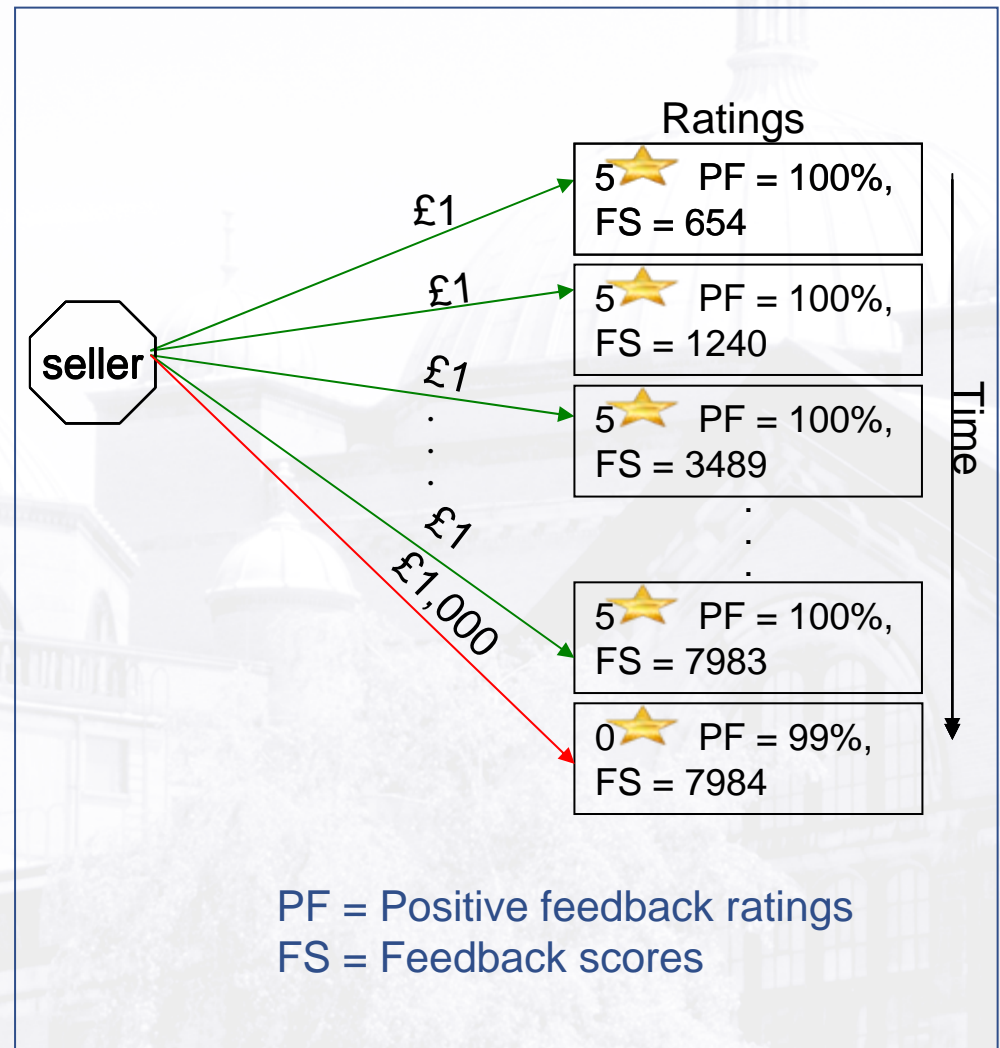 Ratings
5 PF = 100%,
FS = 654
£1
5 PF = 100%,
FS = 1240
£1
seller
5 PF = 100%,
FS = 3489
£1
.
.
.
.
.
.
Time
5 PF = 100%,
FS = 7983
£1
£1,000
0 PF = 99%,
FS = 7984
PF = Positive feedback ratings
FS = Feedback scores